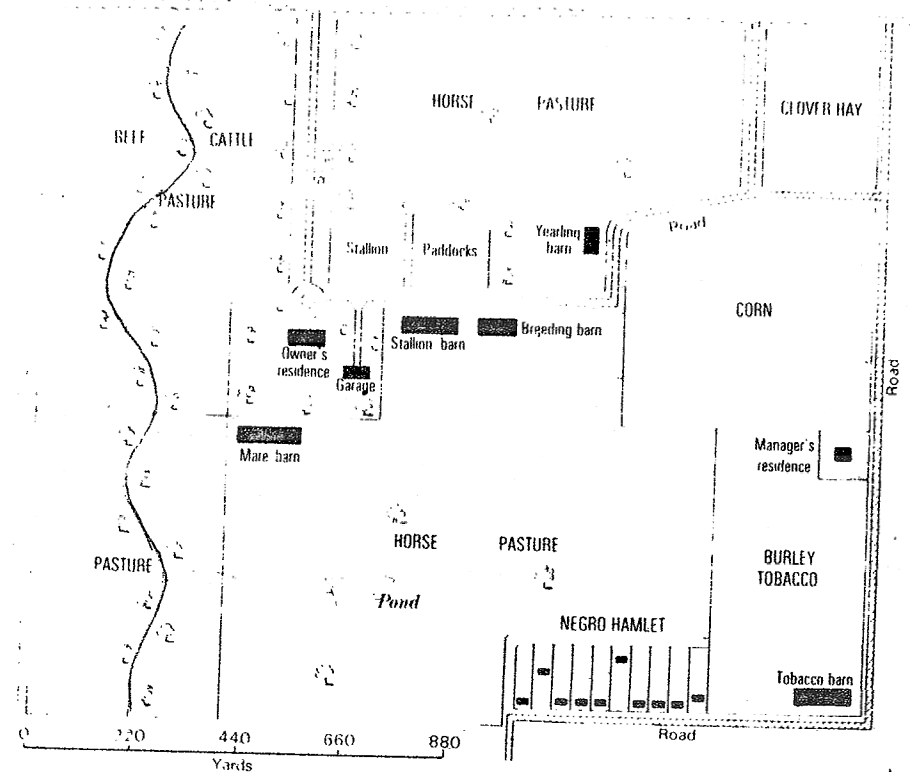 HORSE PASTURE
CLOVER HAY
BEEF CATTLE
PASTURE
Road
Stallion Paddocks
Yearling
barn
CORN
Stallion barn
Breeding barn
Owner's
residence
Garage
Road
Mare barn
Manager's
residence
HORSE PASTURE
PASTURE
BURLEY
TOBACCO
Pond
NEGRO HAMLET
Tobacco barn
Road
0 220 440 660 880
Yards